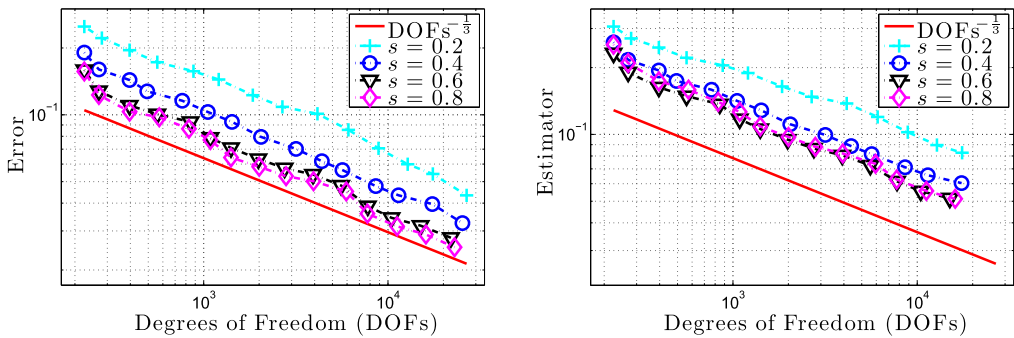 DOFs^{-\frac{1}{3}}
s = 0.2
s = 0.4
s = 0.6
s = 0.8
Error
10^{-1}
10^3
10^4
Degrees of Freedom (DOFs)
DOFs^{-\frac{1}{3}}
s = 0.2
s = 0.4
s = 0.6
s = 0.8
Estimator
10^{-1}
10^3
10^4
Degrees of Freedom (DOFs)